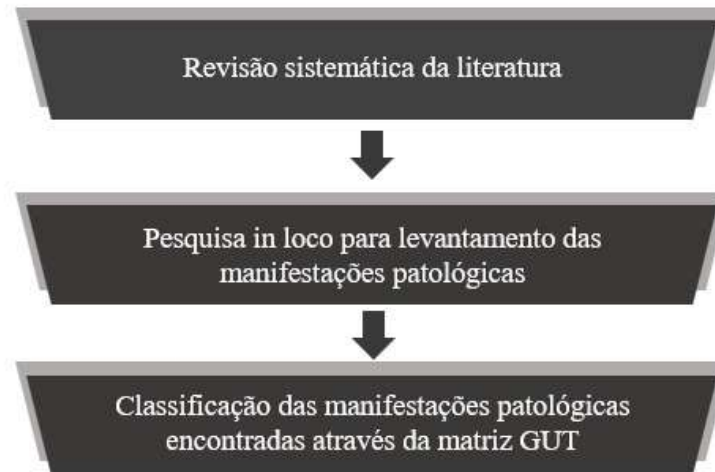 Revisão sistemática da literatura
Pesquisa in loco para levantamento das
manifestações patológicas
Classificação das manifestações patológicas
encontradas através da matriz GUT